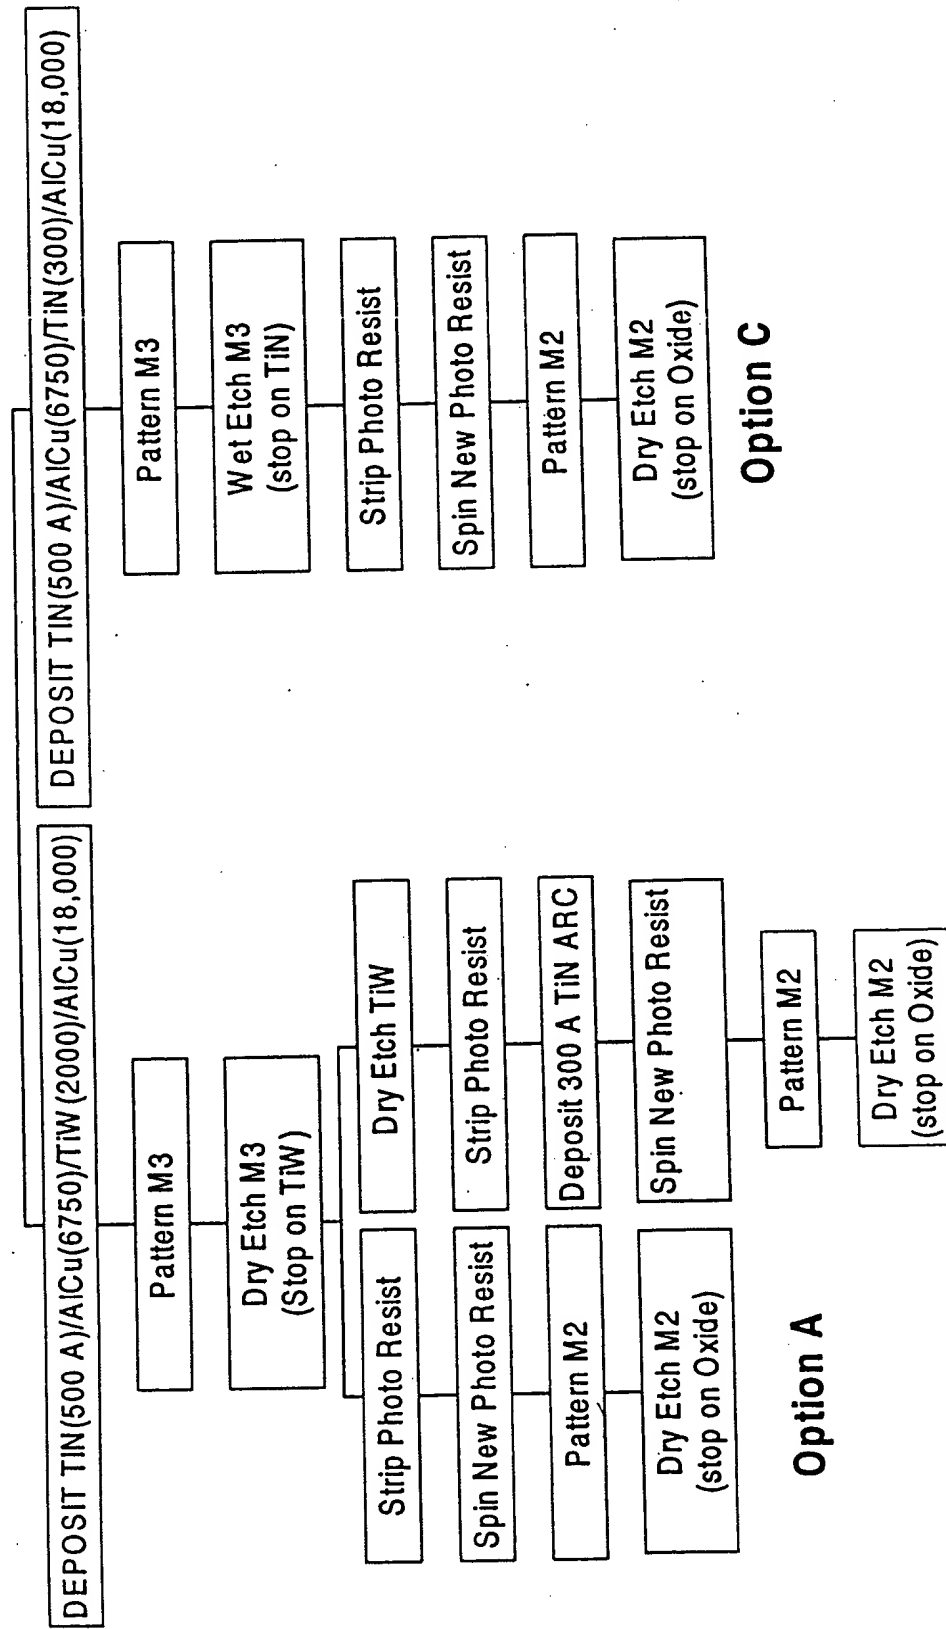 DEPOSIT TIN(500 A)/AlCu(6750)/TiW(2000)/AlCu(18,000)
Pattern M3
Dry Etch M3
(Stop on TiW)
Strip Photo Resist
Spin New Photo Resist
Pattern M2
Dry Etch M2
(stop on Oxide)
Option A
Dry Etch TiW
Strip Photo Resist
Deposit 300 A TiN ARC
Spin New Photo Resist
Pattern M2
Dry Etch M2
(stop on Oxide)
DEPOSIT TIN(500 A)/AlCu(6750)/TiN(300)/AlCu(18,000)
Pattern M3
Wet Etch M3
(stop on TiN)
Strip Photo Resist
Spin New Photo Resist
Pattern M2
Dry Etch M2
(stop on Oxide)
Option C